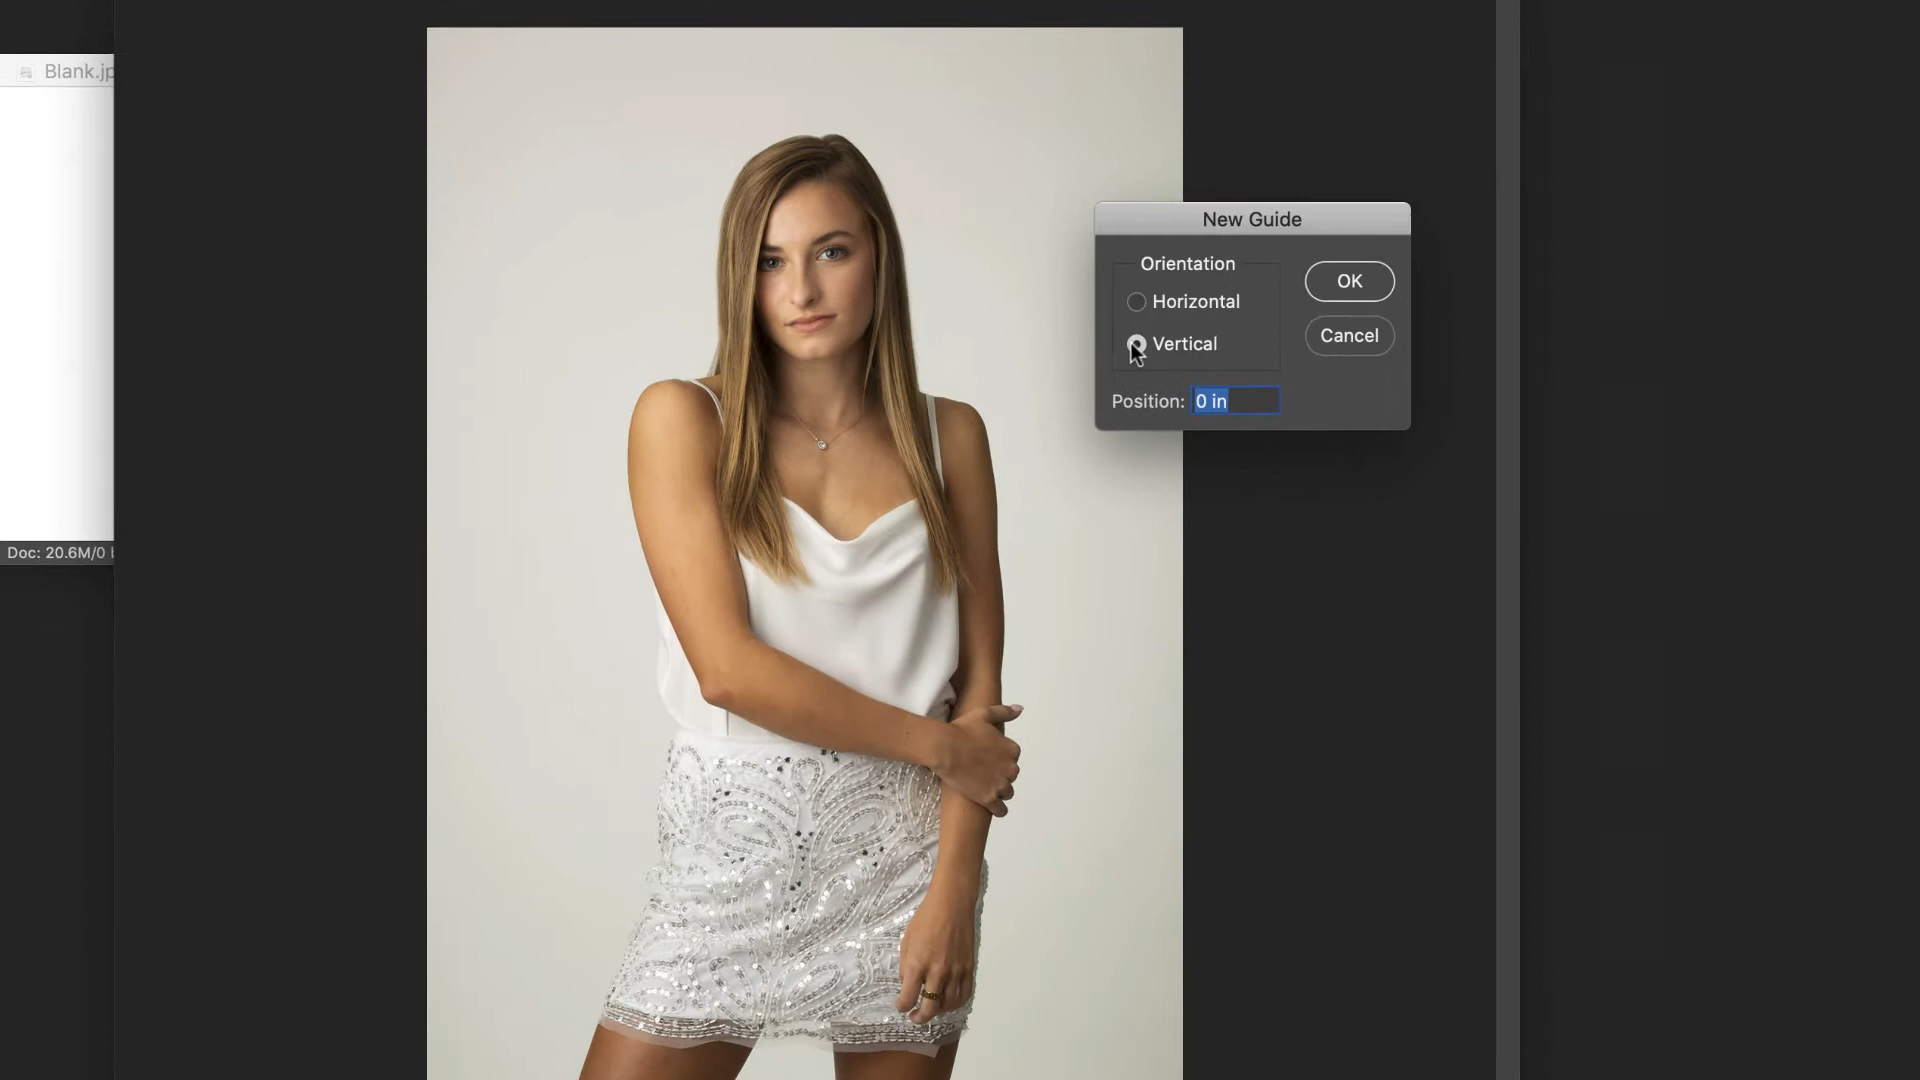 Blank.jp
New Guide
Orientation
OK
Horizontal
Cancel
Vertical
Position: 0 in
Doc: 20.6M/0